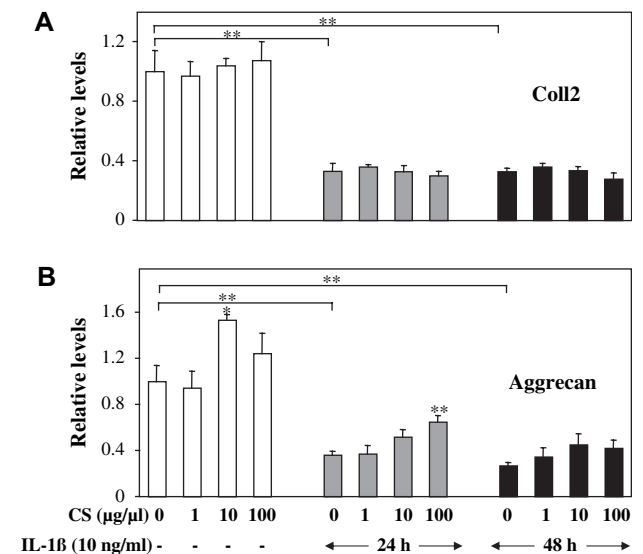 A
**
**
1.2
0.8
0.4
0
Relative levels
Coll2
B
**
**
*
1.6
1.2
0.8
0.4
0
Relative levels
Aggrecan
**
CS (µg/µl) 0 1 10 100 0 1 10 100 0 1 10 100
IL-1ß (10 ng/ml) - - - - 24 h 48 h